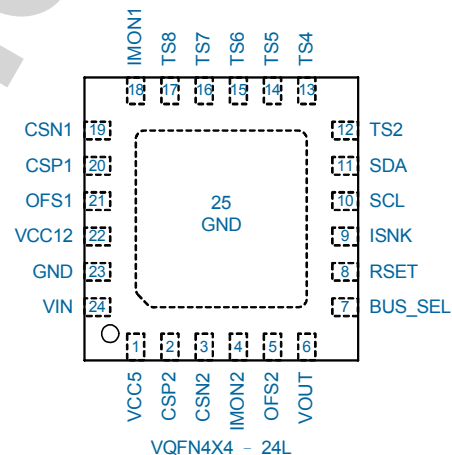 IMON1 TS8 TS7 TS6 TS5 TS4
18 17 16 15 14 13
CSN1 19
CSP1 20
OFS1 21
VCC12 22
GND 23
VIN 24
25
GND
12 TS2
11 SDA
10 SCL
9 ISNK
8 RSET
7 BUS_SEL
1 2 3 4 5 6
VCC5 CSP2 CSN2 IMON2 OFS2 VOUT
VQFN4X4 – 24L